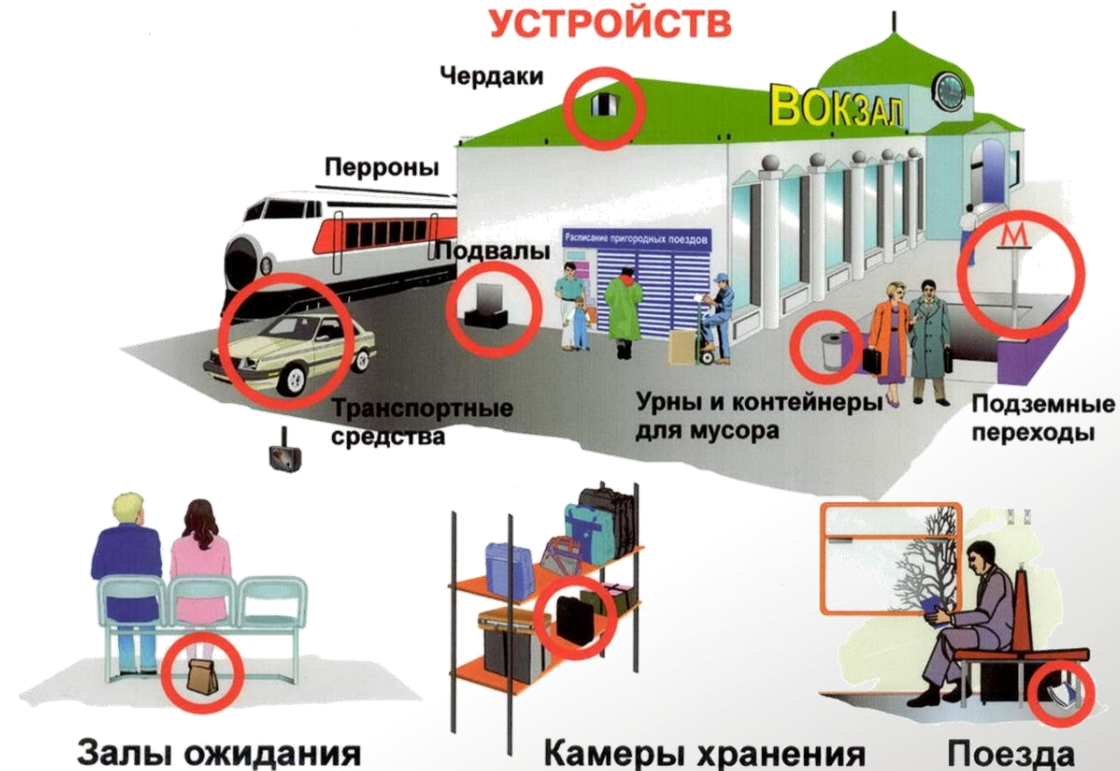 УСТРОЙСТВ
Чердаки
ВОКЗАЛ
Перроны
Расписание пригородных поездов
Подвалы
М
Транспортные
средства
Урны и контейнеры
для мусора
Подземные
переходы
Залы ожидания
Камеры хранения
Поезда